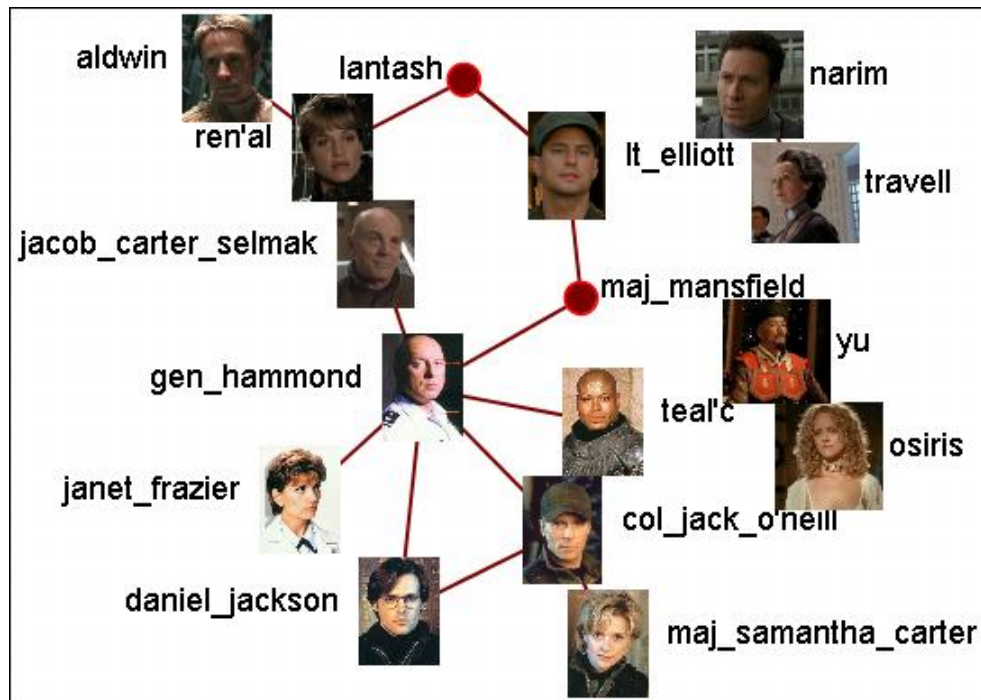 aldwin
lantash
narim
ren'al
lt_elliott
travell
jacob_carter_selmak
maj_mansfield
yu
gen_hammond
teal'c
osiris
janet_frazier
col_jack_o'neill
daniel_jackson
maj_samantha_carter